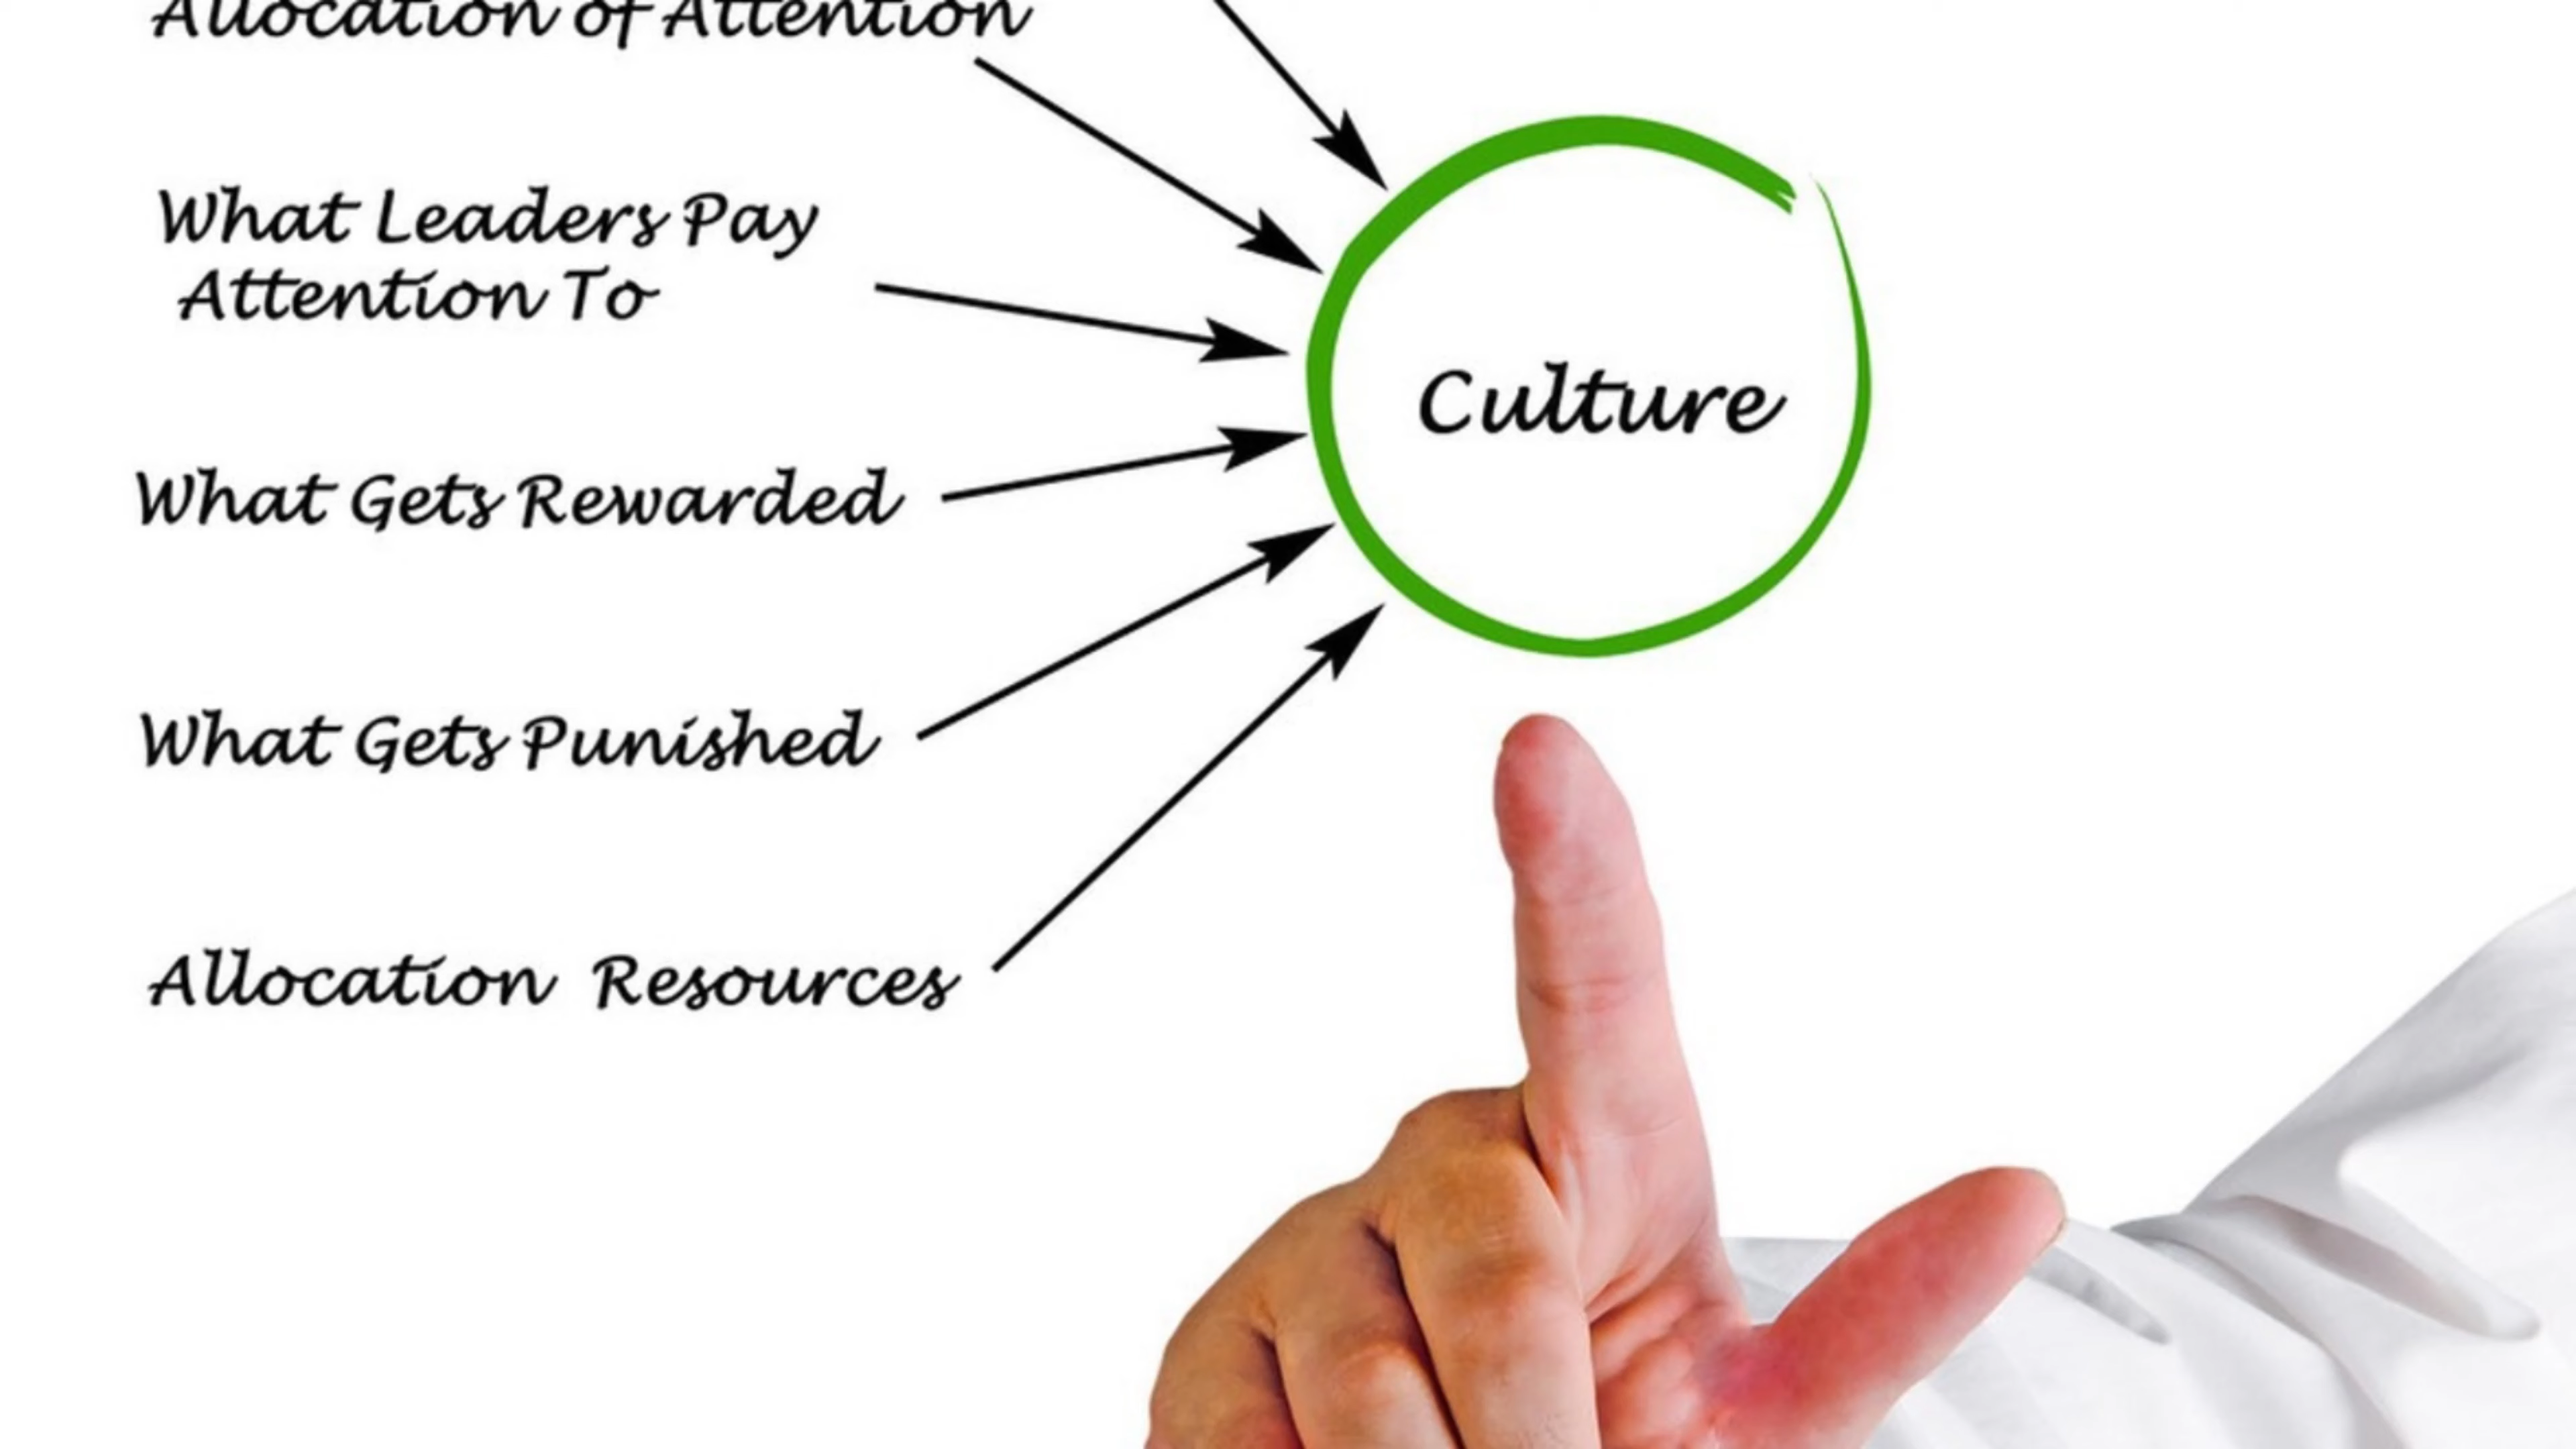 Allocation of Attention
What Leaders Pay
Attention To
Culture
What Gets Rewarded
What Gets Punished
Allocation Resources